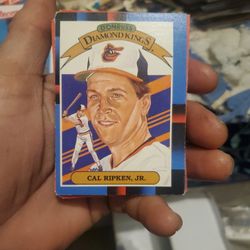 DONRUSS
DIAMOND KINGS
CAL RIPKEN, JR.